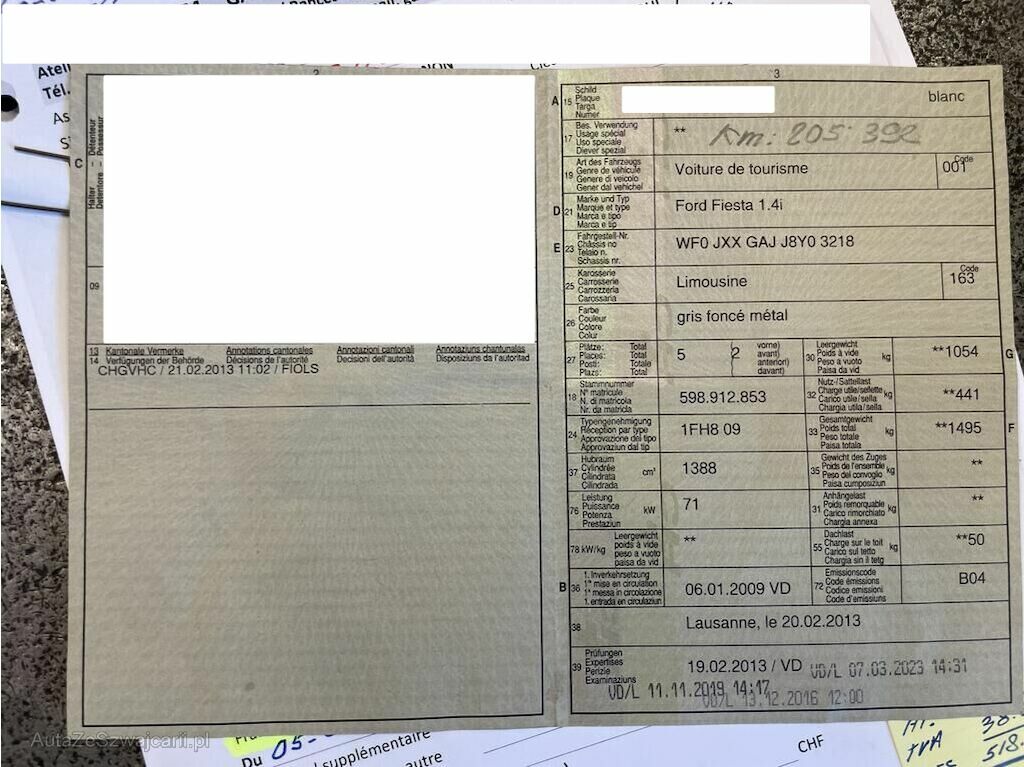 NON
Tél.
2
3
C
Détenteur Possesseur
Halter Detentore
09
13 Kantonale Vermerke Annotations cantonales Annotazioni cantonali Annotaziuns chantunalas
14 Verfügungen der Behörde Décisions de l'autorité Decisioni dell'autorità Disposiziuns da l'autoritad
CHGVHC / 21.02.2013 11:02 / FIOLS
A 15 Schild Plaque Targa Numer blanc
17 Bes. Verwendung Usage spécial Uso speciale Diever spezial ** Km: 205 392
19 Art des Fahrzeugs Genre de véhicule Genere di veicolo Gener dal vehichel Voiture de tourisme Code 001
D 21 Marke und Typ Marque et type Marca e tipo Marca e tip Ford Fiesta 1.4i
E 23 Fahrgestell-Nr. Châssis no Telaio n. Schassis nr. WF0 JXX GAJ J8Y0 3218
25 Karosserie Carrosserie Carrozzeria Carossaria Limousine Code 163
26 Farbe Couleur Colore Colur gris foncé métal
27 Plätze: Total Places: Total Posti: Totale Plazs: Total 5 2 vorne) avant) anteriori) davant) 30 Leergewicht Poids à vide Peso a vuoto Paisa da vid kg **1054 G
18 Stammnummer N° matricule N. di matricola Nr. da matricla 598.912.853 32 Nutz-/Sattellast Charge utile/sellette Carico utile/sella Chargia utila/sella kg **441
24 Typengenehmigung Réception par type Approvazione del tipo Approvaziun dal tip 1FH8 09 33 Gesamtgewicht Poids total Peso totale Paisa totala kg **1495 F
37 Hubraum Cylindrée Cilindrata Cilindrada cm³ 1388 35 Gewicht des Zuges Poids de l'ensemble Peso del convoglio Paisa cumposiziun kg **
76 Leistung Puissance Potenza Prestaziun kW 71 31 Anhängelast Poids remorquable Carico rimorchiato Chargia annexa kg **
78 kW/kg Leergewicht poids à vide peso a vuoto paisa da vid ** 55 Dachlast Charge sur le toit Carico sul tetto Chargia sin il tetg kg **50
B 36 1. Inverkehrsetzung 1re mise en circulation 1a messa in circolazione 1. entrada en circulaziun 06.01.2009 VD 72 Emissionscode Code émissions Codice emissioni Code d'emissiuns B04
38 Lausanne, le 20.02.2013
39 Prüfungen Expertises Perizie Examinaziuns 19.02.2013 / VD VD/L 07.03.2023 14:31
VD/L 11.11.2019 14:17
VD/L 13.12.2016 12:00
AutaZeSzwajcarii.pl
Du 05-
supplémentaire
autre
CHF
TVA
518.